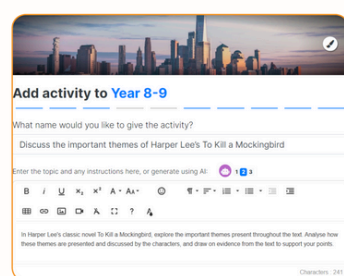 Add activity to Year 8-9
What name would you like to give the activity?
Discuss the important themes of Harper Lee's To Kill a Mockingbird
Enter the topic and any instructions here, or generate using AI: 1 2 3
B I U X₂ X² A AA
In Harper Lee's classic novel To Kill a Mockingbird, explore the important themes present throughout the text. Analyse how
these themes are presented and discussed by the characters, and draw on evidence from the text to support your points.
Characters : 241